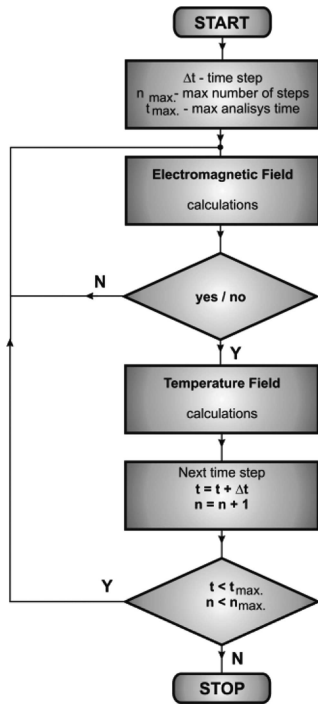 START
Δt - time step
n max.- max number of steps
t max. - max analisys time
Electromagnetic Field
calculations
N
yes / no
Y
Temperature Field
calculations
Next time step
t = t + Δt
n = n + 1
Y
t < t max.
n < n max.
N
STOP